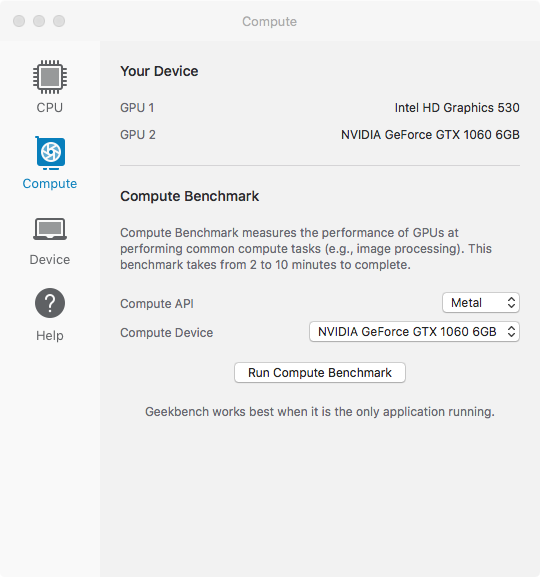 Compute
CPU
Compute
Device
Help
Your Device
GPU 1 Intel HD Graphics 530
GPU 2 NVIDIA GeForce GTX 1060 6GB
Compute Benchmark
Compute Benchmark measures the performance of GPUs at
performing common compute tasks (e.g., image processing). This
benchmark takes from 2 to 10 minutes to complete.
Compute API Metal
Compute Device NVIDIA GeForce GTX 1060 6GB
Run Compute Benchmark
Geekbench works best when it is the only application running.